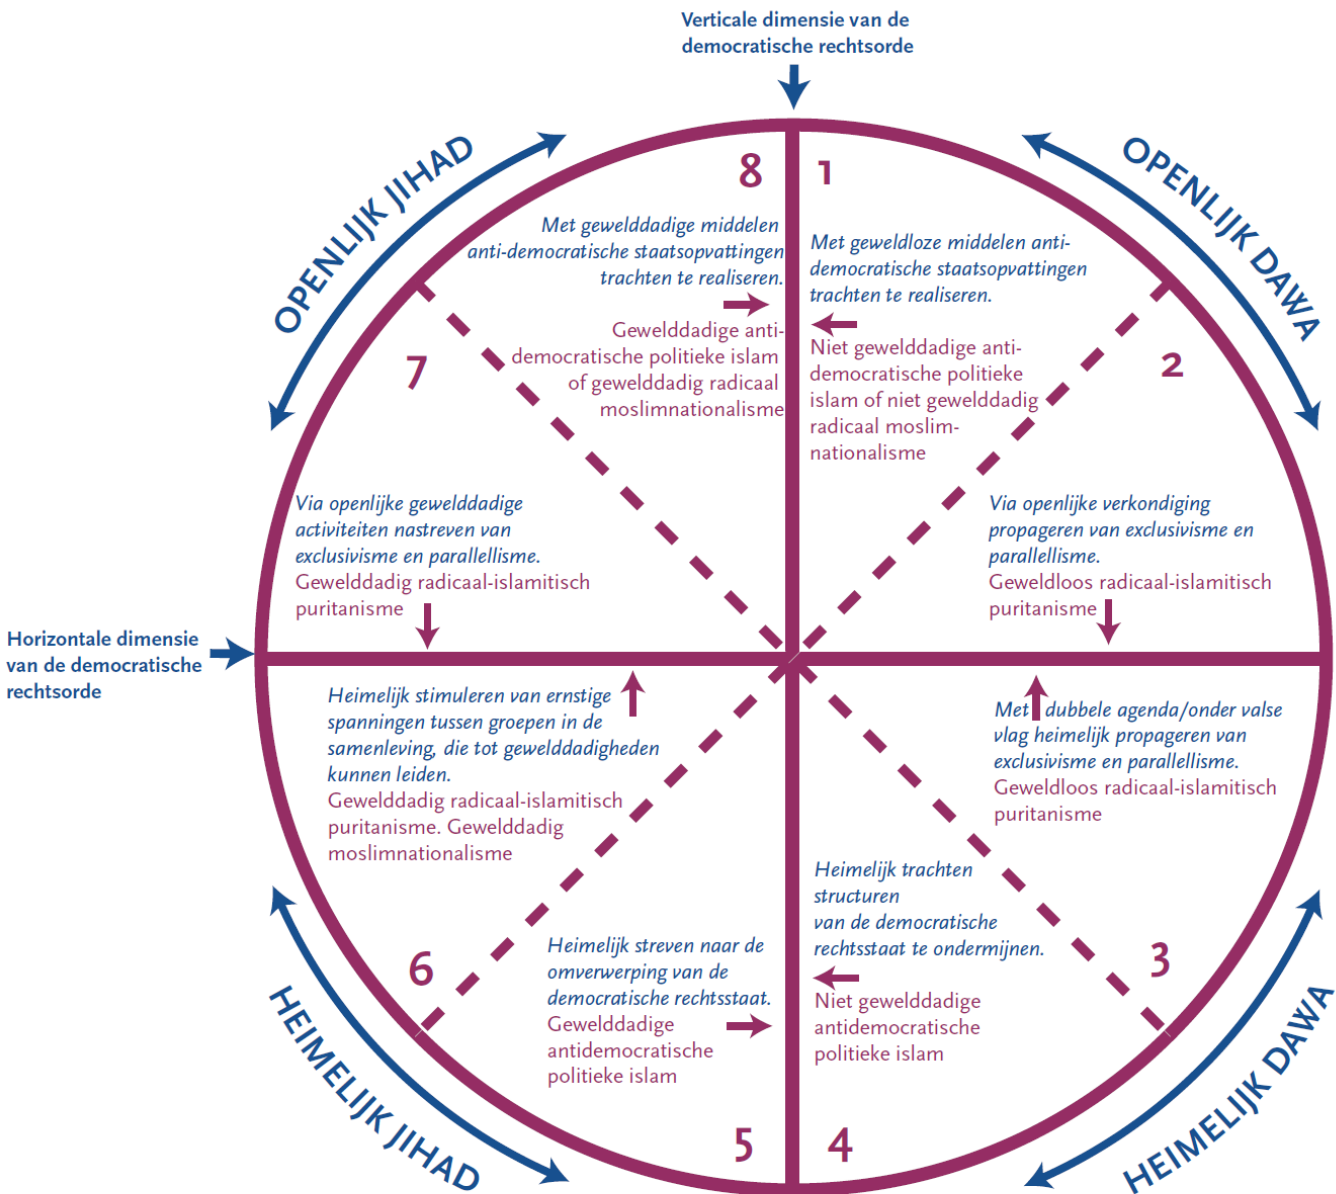 Verticale dimensie van de
democratische rechtsorde
OPENLIJK JIHAD
OPENLIJK DAWA
8
1
Met gewelddadige middelen
anti-democratische staatsopvattingen
trachten te realiseren.
Gewelddadige anti-
democratische politieke islam
of gewelddadig radicaal
moslimnationalisme
Met geweldloze middelen anti-
democratische staatsopvattingen
trachten te realiseren.
Niet gewelddadige anti-
democratische politieke
islam of niet gewelddadig
radicaal moslim-
nationalisme
7
2
Via openlijke gewelddadige
activiteiten nastreven van
exclusivisme en parallellisme.
Gewelddadig radicaal-islamitisch
puritanisme
Via openlijke verkondiging
propageren van exclusivisme en
parallellisme.
Geweldloos radicaal-islamitisch
puritanisme
Horizontale dimensie
van de democratische
rechtsorde
Heimelijk stimuleren van ernstige
spanningen tussen groepen in de
samenleving, die tot gewelddadigheden
kunnen leiden.
Gewelddadig radicaal-islamitisch
puritanisme. Gewelddadig
moslimnationalisme
Met dubbele agenda/onder valse
vlag heimelijk propageren van
exclusivisme en parallellisme.
Geweldloos radicaal-islamitisch
puritanisme
6
3
Heimelijk streven naar de
omverwerping van de
democratische rechtsstaat.
Gewelddadige
antidemocratische
politieke islam
Heimelijk trachten
structuren
van de democratische
rechtsstaat te ondermijnen.
Niet gewelddadige
antidemocratische
politieke islam
5
4
HEIMELIJK JIHAD
HEIMELIJK DAWA